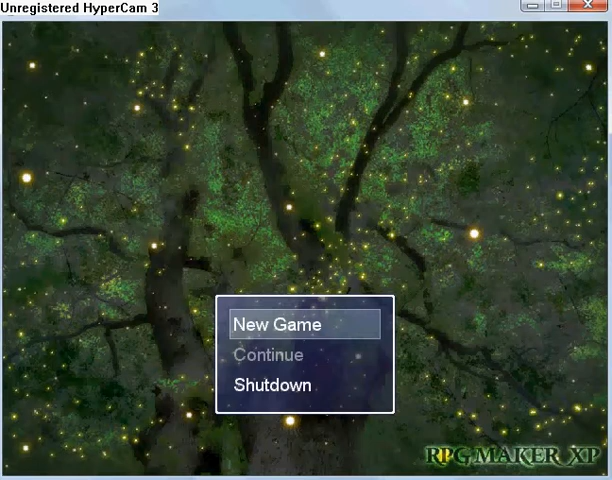 Unregistered HyperCam 3
New Game
Continue
Shutdown
RPG MAKER XP